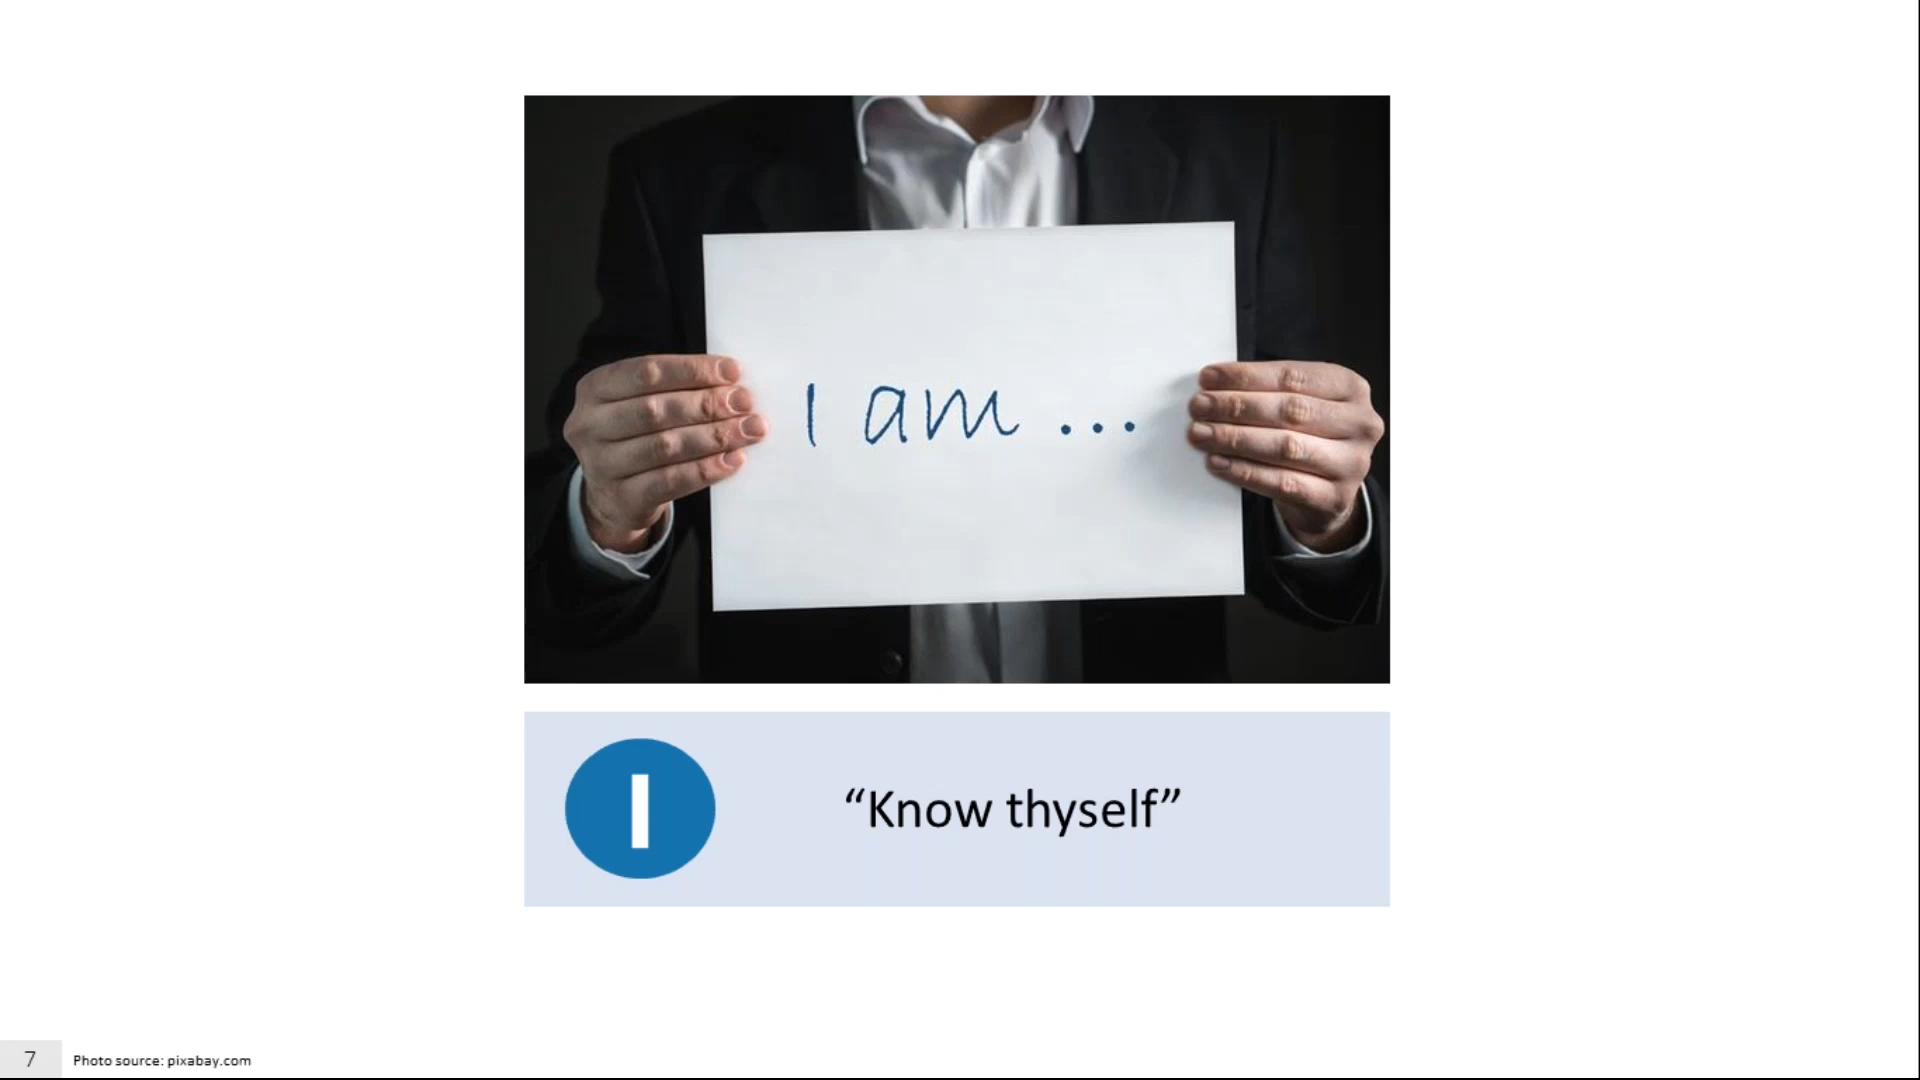 I am ...
I
“Know thyself”
7
Photo source: pixabay.com